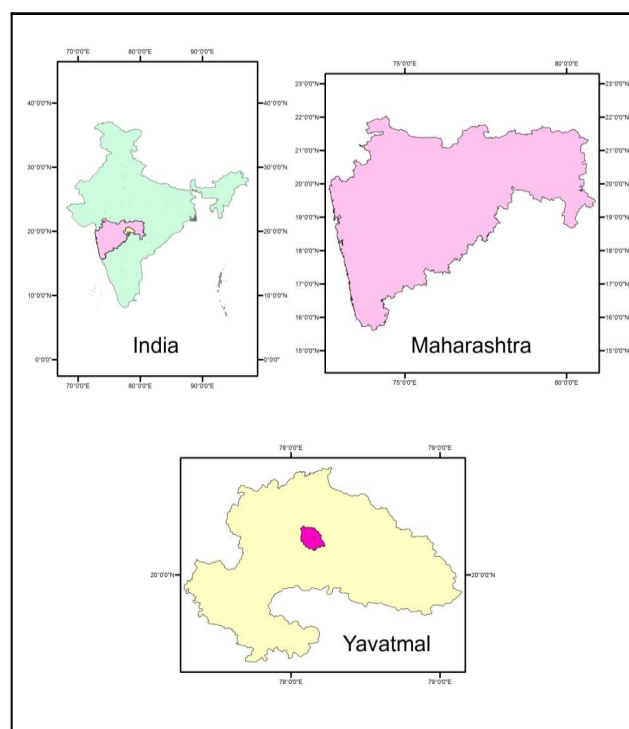 70°0'0"E 80°0'0"E 90°0'0"E
40°0'0"N 40°0'0"N
30°0'0"N 30°0'0"N
20°0'0"N 20°0'0"N
10°0'0"N 10°0'0"N
0°0'0" 0°0'0"
India
70°0'0"E 80°0'0"E 90°0'0"E
75°0'0"E 80°0'0"E
23°0'0"N 23°0'0"N
22°0'0"N 22°0'0"N
21°0'0"N 21°0'0"N
20°0'0"N 20°0'0"N
19°0'0"N 19°0'0"N
18°0'0"N 18°0'0"N
17°0'0"N 17°0'0"N
16°0'0"N 16°0'0"N
15°0'0"N 15°0'0"N
Maharashtra
75°0'0"E 80°0'0"E
78°0'0"E 79°0'0"E
20°0'0"N 20°0'0"N
Yavatmal
78°0'0"E 79°0'0"E